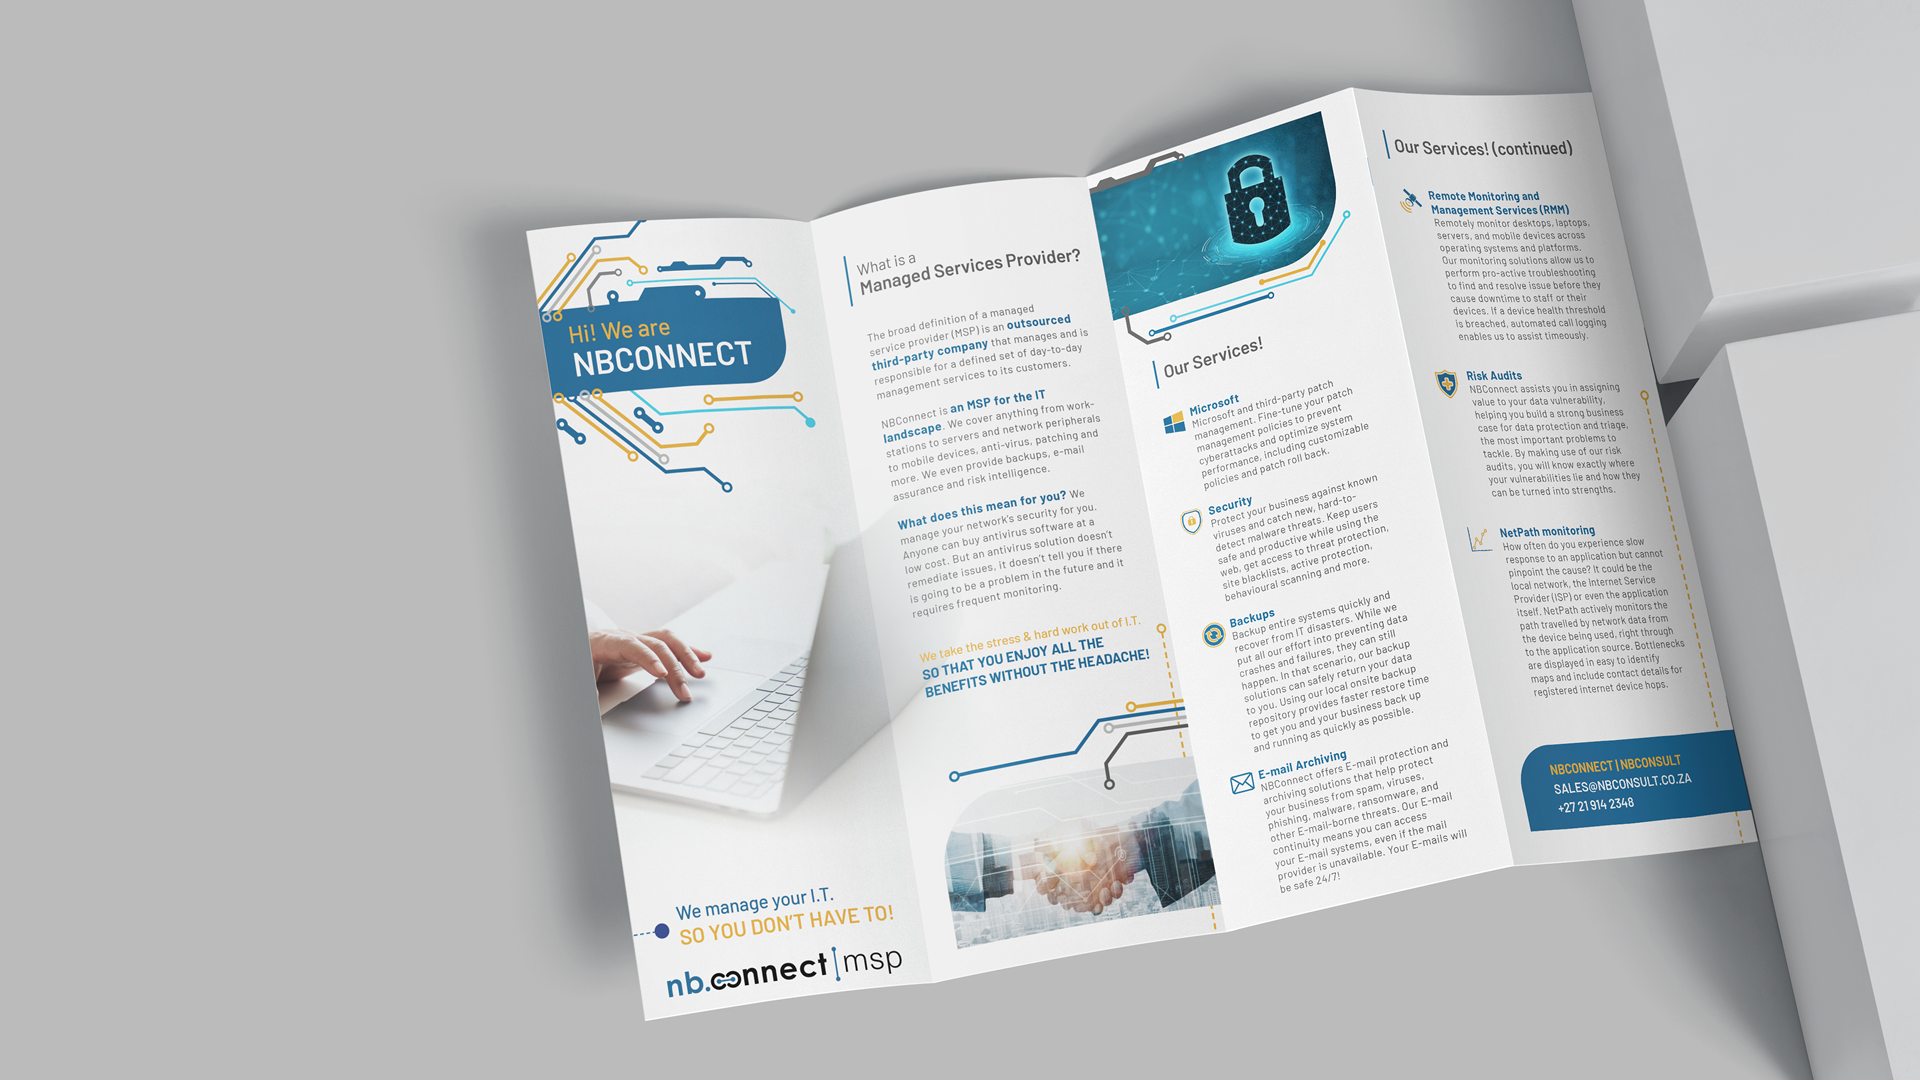 Hi! We are
NBCONNECT
We manage your I.T.
SO YOU DON'T HAVE TO!
nb.connect|msp
What is a
Managed Services Provider?
The broad definition of a managed
service provider (MSP) is an outsourced
third-party company that manages and is
responsible for a defined set of day-to-day
management services to its customers.
NBConnect is an MSP for the IT
landscape. We cover anything from work-
stations to servers and network peripherals
to mobile devices, anti-virus, patching and
more. We even provide backups, e-mail
assurance and risk intelligence.
What does this mean for you? We
manage your network's security for you.
Anyone can buy antivirus software at a
low cost. But an antivirus solution doesn't
remediate issues, it doesn't tell you if there
is going to be a problem in the future and it
requires frequent monitoring.
We take the stress & hard work out of I.T.
SO THAT YOU ENJOY ALL THE
BENEFITS WITHOUT THE HEADACHE!
Our Services!
Microsoft
Microsoft and third-party patch
management. Fine-tune your patch
management policies to prevent
cyberattacks and optimize system
performance, including customizable
policies and patch roll back.
Security
Protect your business against known
viruses and catch new, hard-to-
detect malware threats. Keep users
safe and productive while using the
web, get access to threat protection,
site blacklists, active protection,
behavioural scanning and more.
Backups
Backup entire systems quickly and
recover from IT disasters. While we
put all our effort into preventing data
crashes and failures, they can still
happen. In that scenario, our backup
solutions can safely return your data
to you. Using our local onsite backup
repository provides faster restore time
to get you and your business back up
and running as quickly as possible.
E-mail Archiving
NBConnect offers E-mail protection and
archiving solutions that help protect
your business from spam, viruses,
phishing, malware, ransomware, and
other E-mail-borne threats. Our E-mail
continuity means you can access
your E-mail systems, even if the mail
provider is unavailable. Your E-mails will
be safe 24/7!
Our Services! (continued)
Remote Monitoring and
Management Services (RMM)
Remotely monitor desktops, laptops,
servers, and mobile devices across
operating systems and platforms.
Our monitoring solutions allow us to
perform pro-active troubleshooting
to find and resolve issue before they
cause downtime to staff or their
devices. If a device health threshold
is breached, automated call logging
enables us to assist timeously.
Risk Audits
NBConnect assists you in assigning
value to your data vulnerability,
helping you build a strong business
case for data protection and triage,
the most important problems to
tackle. By making use of our risk
audits, you will know exactly where
your vulnerabilities lie and how they
can be turned into strengths.
NetPath monitoring
How often do you experience slow
response to an application but cannot
pinpoint the cause? It could be the
local network, the Internet Service
Provider (ISP) or even the application
itself. NetPath actively monitors the
path travelled by network data from
the device being used, right through
to the application source. Bottlenecks
are displayed in easy to identify
maps and include contact details for
registered internet device hops.
NBCONNECT | NBCONSULT
SALES@NBCONSULT.CO.ZA
+27 21 914 2348